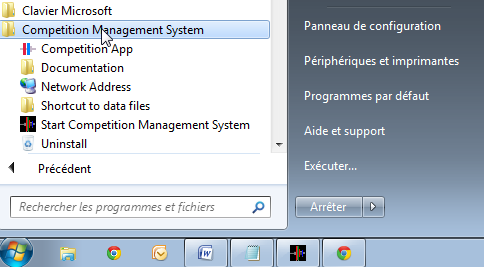 Clavier Microsoft
Competition Management System
Competition App
Documentation
Network Address
Shortcut to data files
Start Competition Management System
Uninstall
Précédent
Rechercher les programmes et fichiers
Panneau de configuration
Périphériques et imprimantes
Programmes par défaut
Aide et support
Exécuter...
Arrêter